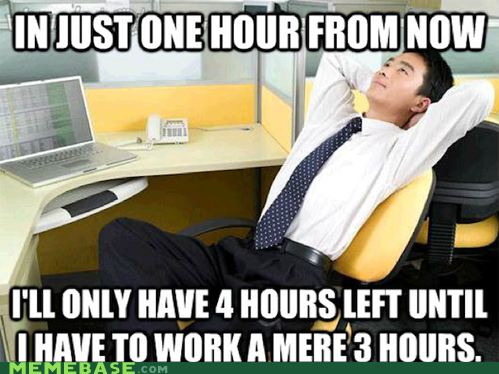 IN JUST ONE HOUR FROM NOW
I'LL ONLY HAVE 4 HOURS LEFT UNTIL
I HAVE TO WORK A MERE 3 HOURS.
MEMEBASE.com